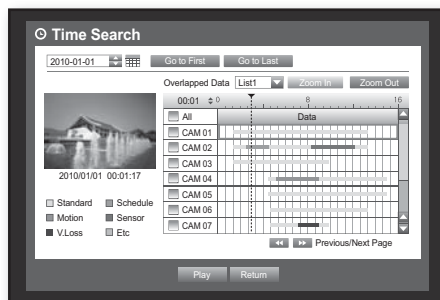 Time Search
2010-01-01 Go to First Go to Last
Overlapped Data List1 Zoom In Zoom Out
00:01 0 8 16
All Data
CAM 01
CAM 02
CAM 03
CAM 04
CAM 05
CAM 06
CAM 07
2010/01/01 00:01:17
Standard Schedule
Motion Sensor
V.Loss Etc
Previous/Next Page
Play Return